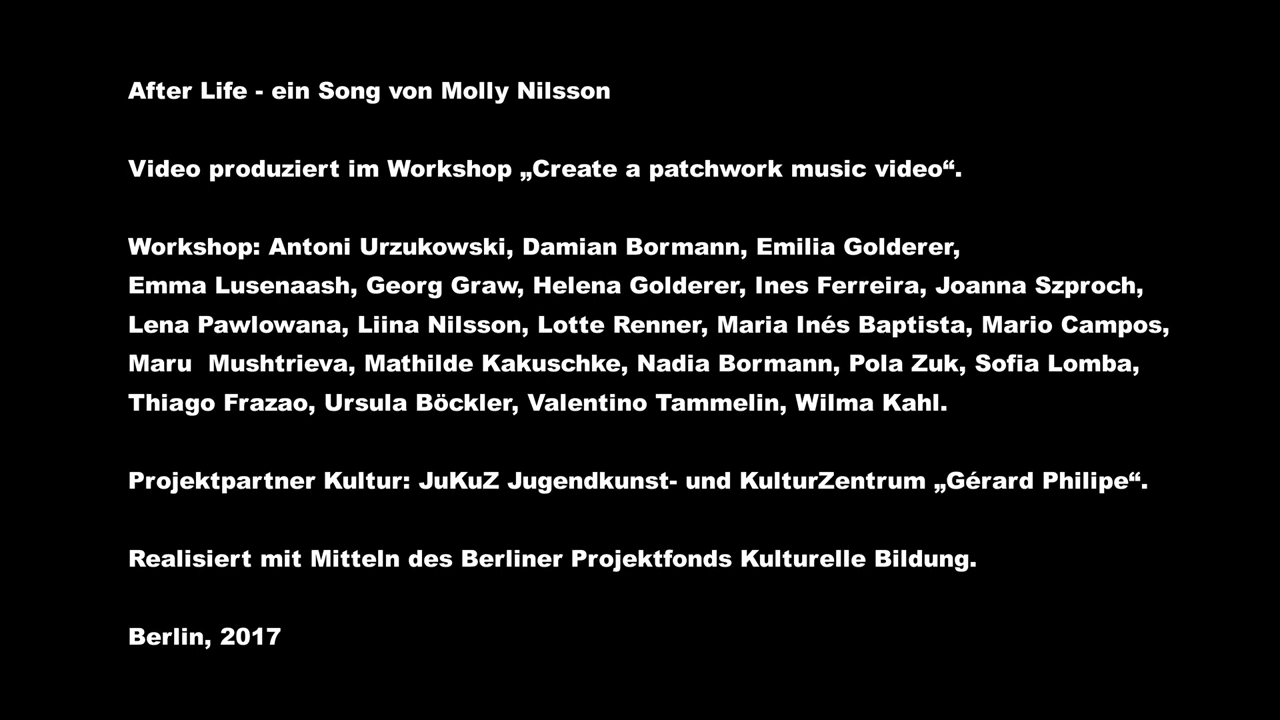 After Life - ein Song von Molly Nilsson
Video produziert im Workshop „Create a patchwork music video“.
Workshop: Antoni Urzukowski, Damian Bormann, Emilia Golderer,
Emma Lusenaash, Georg Graw, Helena Golderer, Ines Ferreira, Joanna Szproch,
Lena Pawlowana, Liina Nilsson, Lotte Renner, Maria Inés Baptista, Mario Campos,
Maru  Mushtrieva, Mathilde Kakuschke, Nadia Bormann, Pola Zuk, Sofia Lomba,
Thiago Frazao, Ursula Böckler, Valentino Tammelin, Wilma Kahl.
Projektpartner Kultur: JuKuZ Jugendkunst- und KulturZentrum „Gérard Philipe“.
Realisiert mit Mitteln des Berliner Projektfonds Kulturelle Bildung.
Berlin, 2017